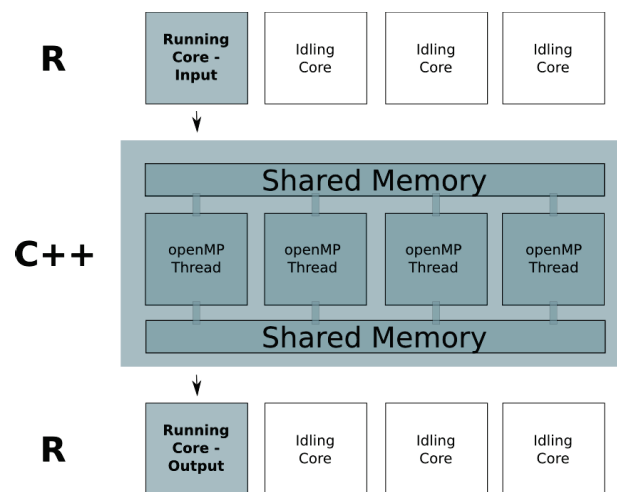 R
Running
Core -
Input
Idling
Core
Idling
Core
Idling
Core
C++
Shared Memory
openMP
Thread
openMP
Thread
openMP
Thread
openMP
Thread
Shared Memory
R
Running
Core -
Output
Idling
Core
Idling
Core
Idling
Core